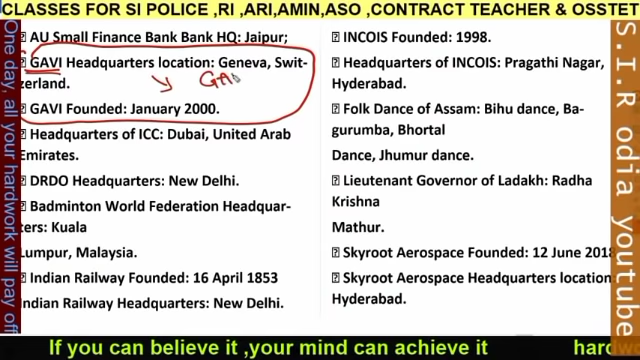 CLASSES FOR SI POLICE ,RI ,ARI,AMIN,ASO ,CONTRACT TEACHER & OSSTET
One day, all your hardwork will pay off
AU Small Finance Bank Bank HQ: Jaipur;
GAVI Headquarters location: Geneva, Swit-
zerland.
GA
GAVI Founded: January 2000.
Headquarters of ICC: Dubai, United Arab
Emirates.
DRDO Headquarters: New Delhi.
Badminton World Federation Headquar-
ters: Kuala
Lumpur, Malaysia.
Indian Railway Founded: 16 April 1853
Indian Railway Headquarters: New Delhi.
INCOIS Founded: 1998.
Headquarters of INCOIS: Pragathi Nagar,
Hyderabad.
Folk Dance of Assam: Bihu dance, Ba-
gurumba, Bhortal
Dance, Jhumur dance.
Lieutenant Governor of Ladakh: Radha
Krishna
Mathur.
Skyroot Aerospace Founded: 12 June 2018
Skyroot Aerospace Headquarters location
Hyderabad.
S.I.R odia youtube
If you can believe it ,your mind can achieve it
hardw